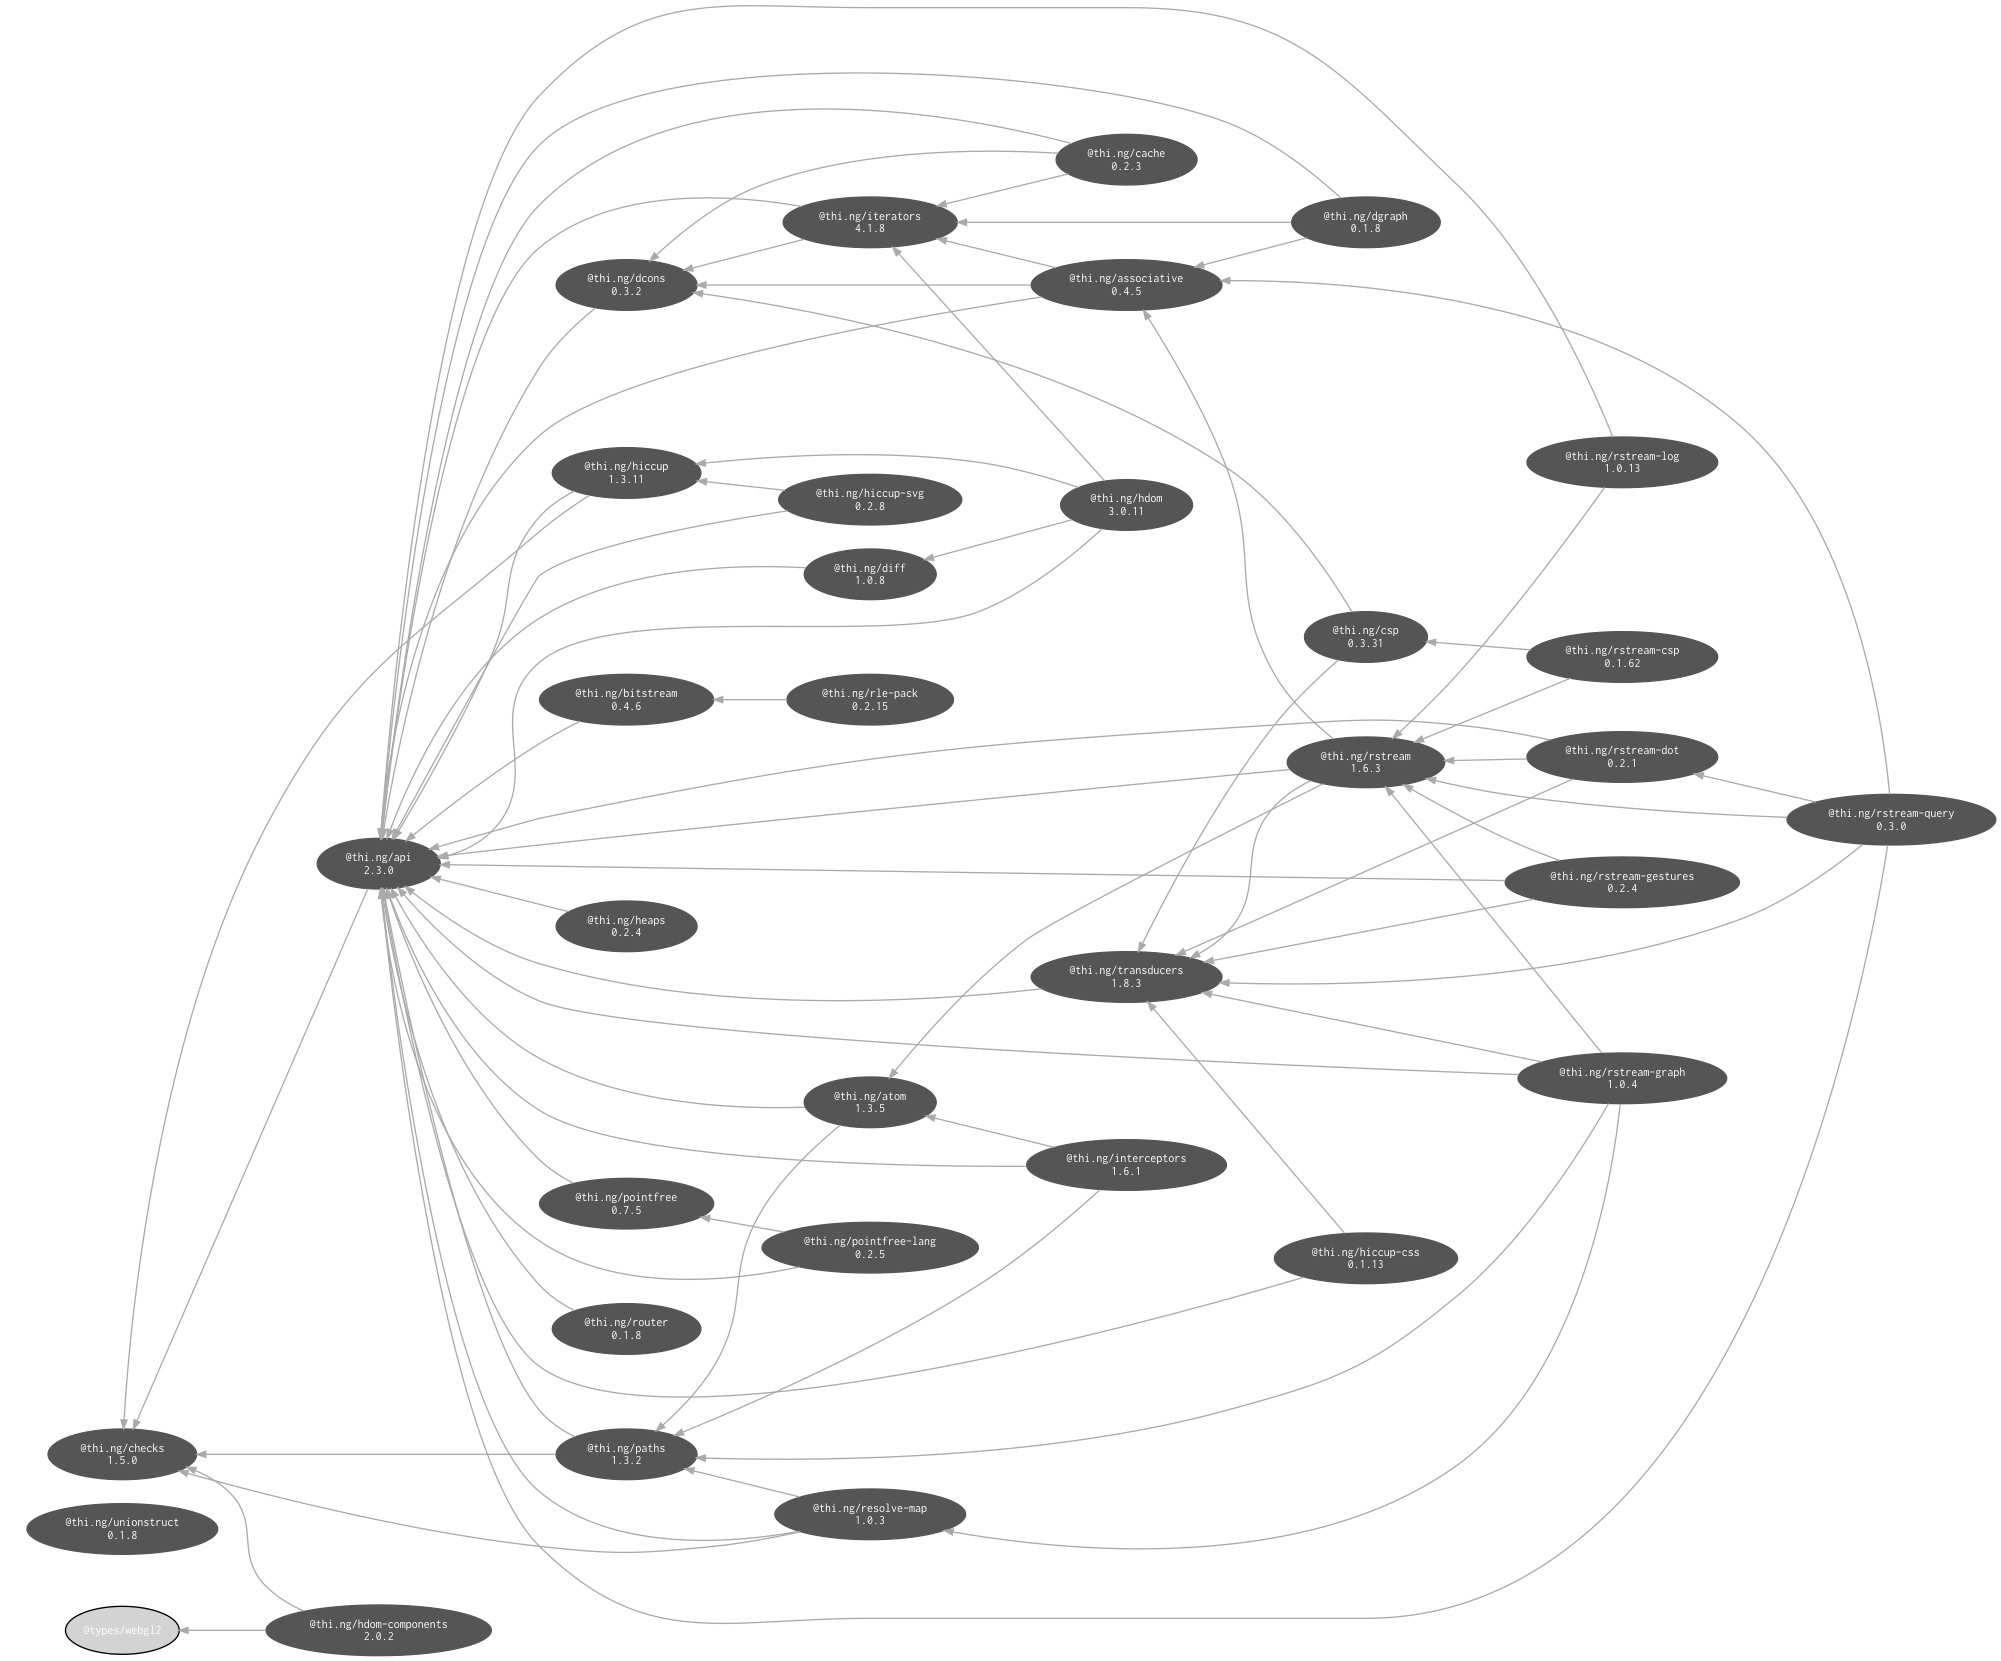 @thi.ng/cache
0.2.3
@thi.ng/iterators
4.1.8
@thi.ng/dgraph
0.1.8
@thi.ng/dcons
0.3.2
@thi.ng/associative
0.4.5
@thi.ng/rstream-log
1.0.13
@thi.ng/hiccup
1.3.11
@thi.ng/hiccup-svg
0.2.8
@thi.ng/hdom
3.0.11
@thi.ng/diff
1.0.8
@thi.ng/csp
0.3.31
@thi.ng/rstream-csp
0.1.62
@thi.ng/bitstream
0.4.6
@thi.ng/rle-pack
0.2.15
@thi.ng/rstream
1.6.3
@thi.ng/rstream-dot
0.2.1
@thi.ng/rstream-query
0.3.0
@thi.ng/api
2.3.0
@thi.ng/rstream-gestures
0.2.4
@thi.ng/heaps
0.2.4
@thi.ng/transducers
1.8.3
@thi.ng/rstream-graph
1.0.4
@thi.ng/atom
1.3.5
@thi.ng/interceptors
1.6.1
@thi.ng/pointfree
0.7.5
@thi.ng/pointfree-lang
0.2.5
@thi.ng/hiccup-css
0.1.13
@thi.ng/router
0.1.8
@thi.ng/checks
1.5.0
@thi.ng/paths
1.3.2
@thi.ng/resolve-map
1.0.3
@thi.ng/unionstruct
0.1.8
@types/webgl2
@thi.ng/hdom-components
2.0.2